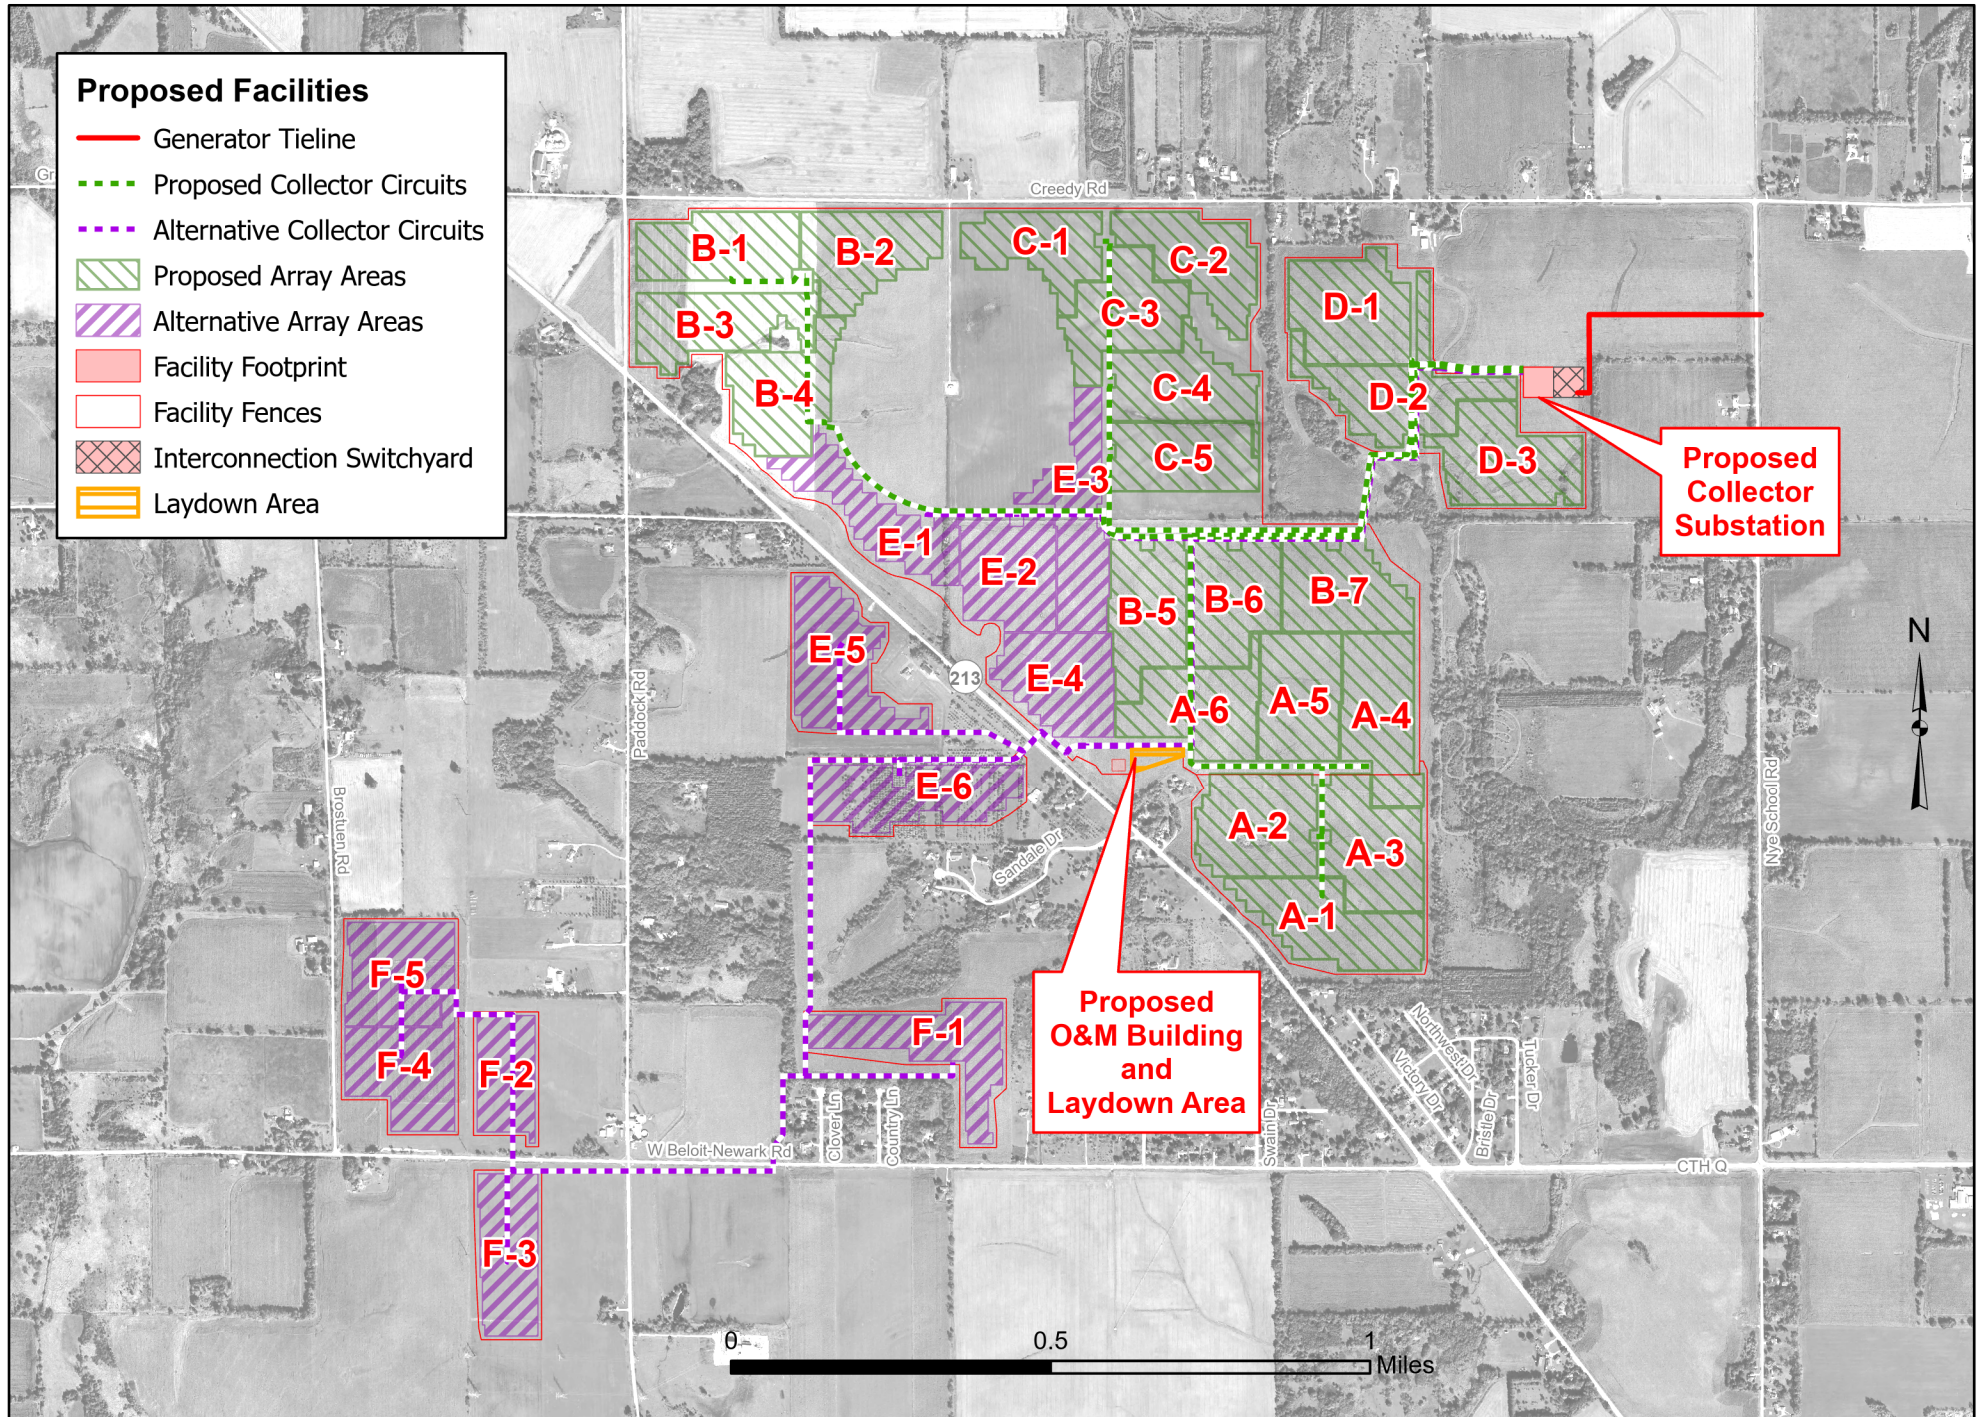 Proposed Facilities
Generator Tieline
Proposed Collector Circuits
Alternative Collector Circuits
Proposed Array Areas
Alternative Array Areas
Facility Footprint
Facility Fences
Interconnection Switchyard
Laydown Area
Gr
Creedy Rd
B-1
B-2
C-1
C-2
B-3
C-3
D-1
B-4
C-4
D-2
C-5
D-3
E-3
Proposed
Collector
Substation
E-1
E-2
B-5
B-6
B-7
E-5
E-4
213
A-6
A-5
A-4
N
Paddock Rd
E-6
Brostuen Rd
Nye School Rd
Sandale Dr
A-2
A-3
A-1
F-5
F-4
F-2
F-1
Proposed
O&M Building
and
Laydown Area
Northwest Dr
Victory Dr
Tucker Dr
Bristle Dr
Swain Dr
Clover Ln
Country Ln
W Beloit-Newark Rd
CTH Q
F-3
0
0.5
1
Miles